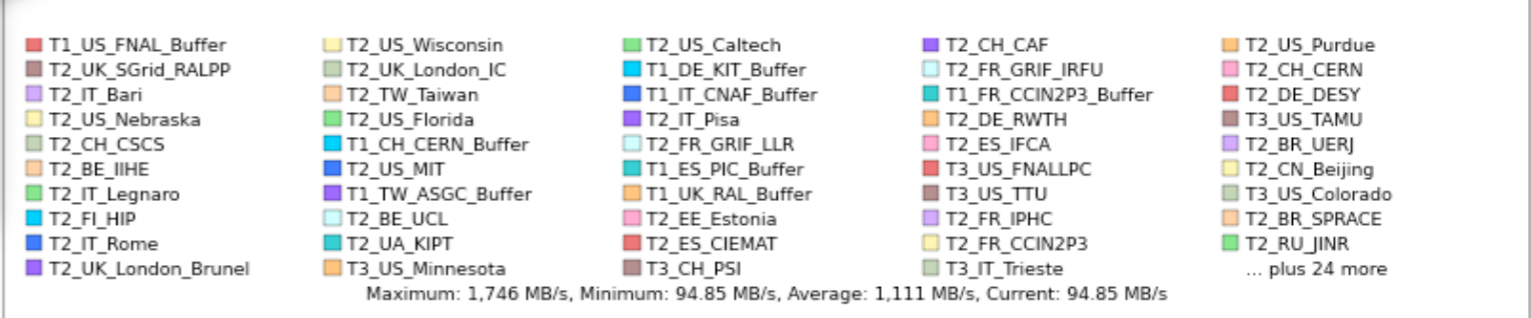 T1_US_FNAL_Buffer T2_US_Wisconsin T2_US_Caltech T2_CH_CAF T2_US_Purdue
T2_UK_SGrid_RALPP T2_UK_London_IC T1_DE_KIT_Buffer T2_FR_GRIF_IRFU T2_CH_CERN
T2_IT_Bari T2_TW_Taiwan T1_IT_CNAF_Buffer T1_FR_CCIN2P3_Buffer T2_DE_DESY
T2_US_Nebraska T2_US_Florida T2_IT_Pisa T2_DE_RWTH T3_US_TAMU
T2_CH_CSCS T1_CH_CERN_Buffer T2_FR_GRIF_LLR T2_ES_IFCA T2_BR_UERJ
T2_BE_IIHE T2_US_MIT T1_ES_PIC_Buffer T3_US_FNALLPC T2_CN_Beijing
T2_IT_Legnaro T1_TW_ASGC_Buffer T1_UK_RAL_Buffer T3_US_TTU T3_US_Colorado
T2_FI_HIP T2_BE_UCL T2_EE_Estonia T2_FR_IPHC T2_BR_SPRACE
T2_IT_Rome T2_UA_KIPT T2_ES_CIEMAT T2_FR_CCIN2P3 T2_RU_JINR
T2_UK_London_Brunel T3_US_Minnesota T3_CH_PSI T3_IT_Trieste ... plus 24 more
Maximum: 1,746 MB/s, Minimum: 94.85 MB/s, Average: 1,111 MB/s, Current: 94.85 MB/s